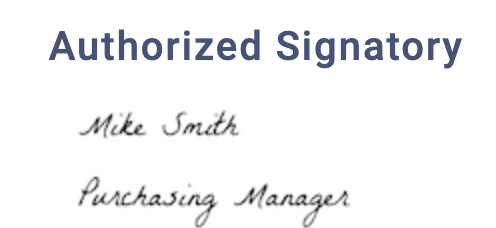 Authorized Signatory
Mike Smith
Purchasing Manager